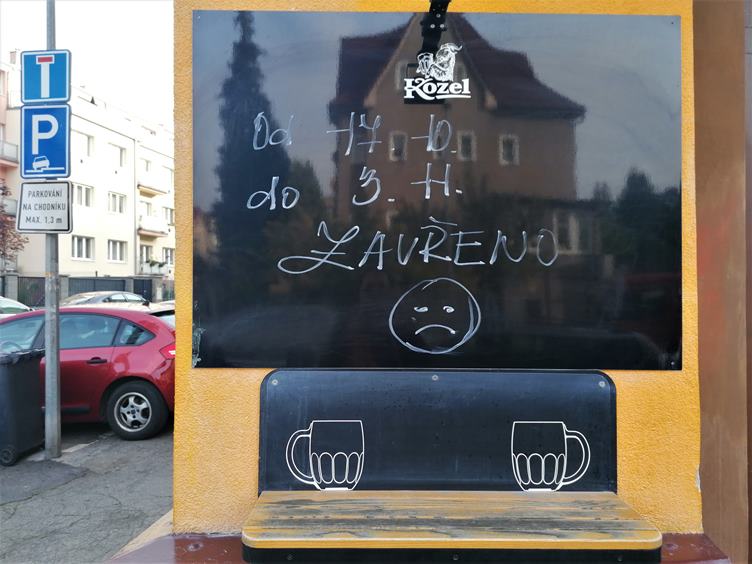 P
PARKOVÁNÍ
NA CHODNÍKU
MAX. 1,3 m
Kozel
Od 17. 10.
do 3. 11.
ZAVŘENO